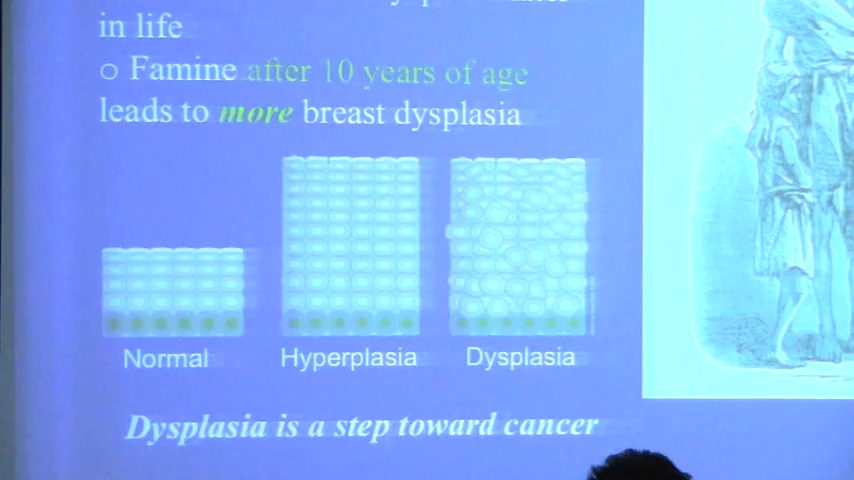 in life
○ Famine after 10 years of age
leads to more breast dysplasia
Normal
Hyperplasia
Dysplasia
Dysplasia is a step toward cancer